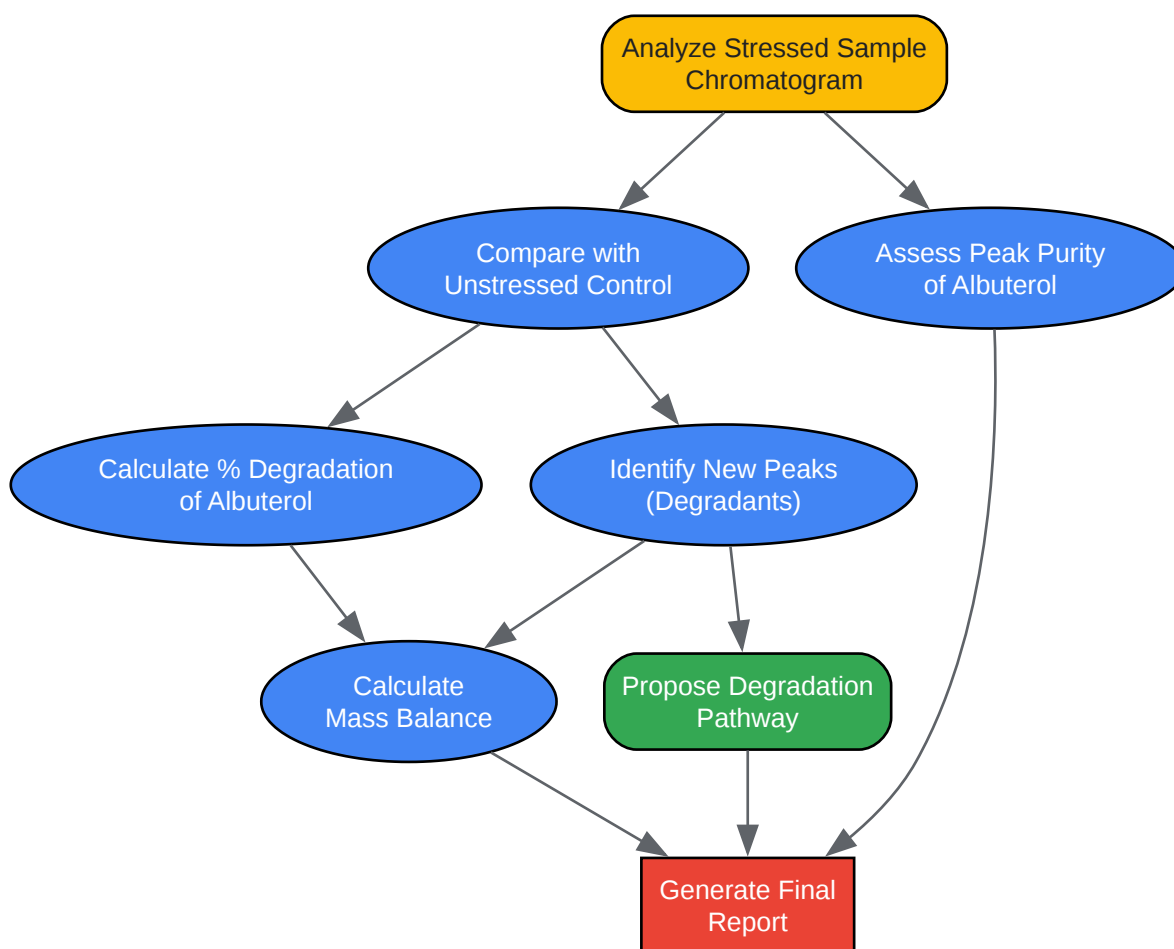 Analyze Stressed Sample
Chromatogram
Compare with
Unstressed Control
Assess Peak Purity
of Albuterol
Calculate % Degradation
of Albuterol
Identify New Peaks
(Degradants)
Calculate
Mass Balance
Propose Degradation
Pathway
Generate Final
Report